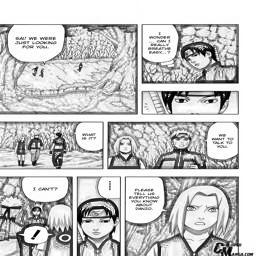 I
WONDER
CAN I
REALLY
BREATHE
EASY...?
SAI! WE WERE
JUST LOOKING
FOR YOU.
WE
WANT TO
TALK TO
YOU.
WHAT
IS IT?
PLEASE
TELL US
EVERYTHING
YOU KNOW
ABOUT
DANZO.
I CAN'T?
!